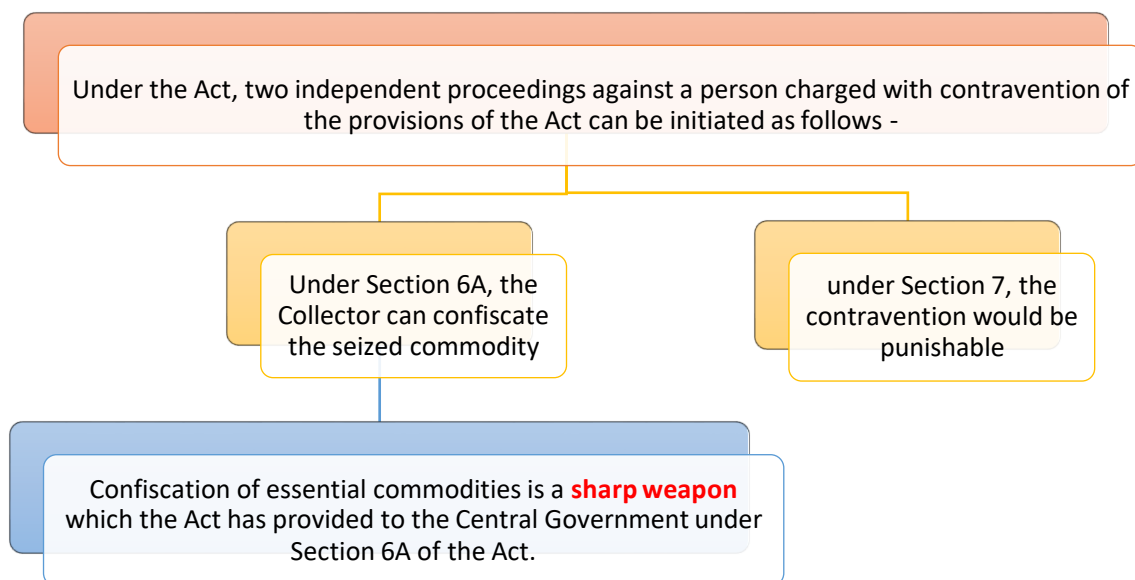 Under the Act, two independent proceedings against a person charged with contravention of
the provisions of the Act can be initiated as follows -
Under Section 6A, the
Collector can confiscate
the seized commodity
under Section 7, the
contravention would be
punishable
Confiscation of essential commodities is a sharp weapon
which the Act has provided to the Central Government under
Section 6A of the Act.